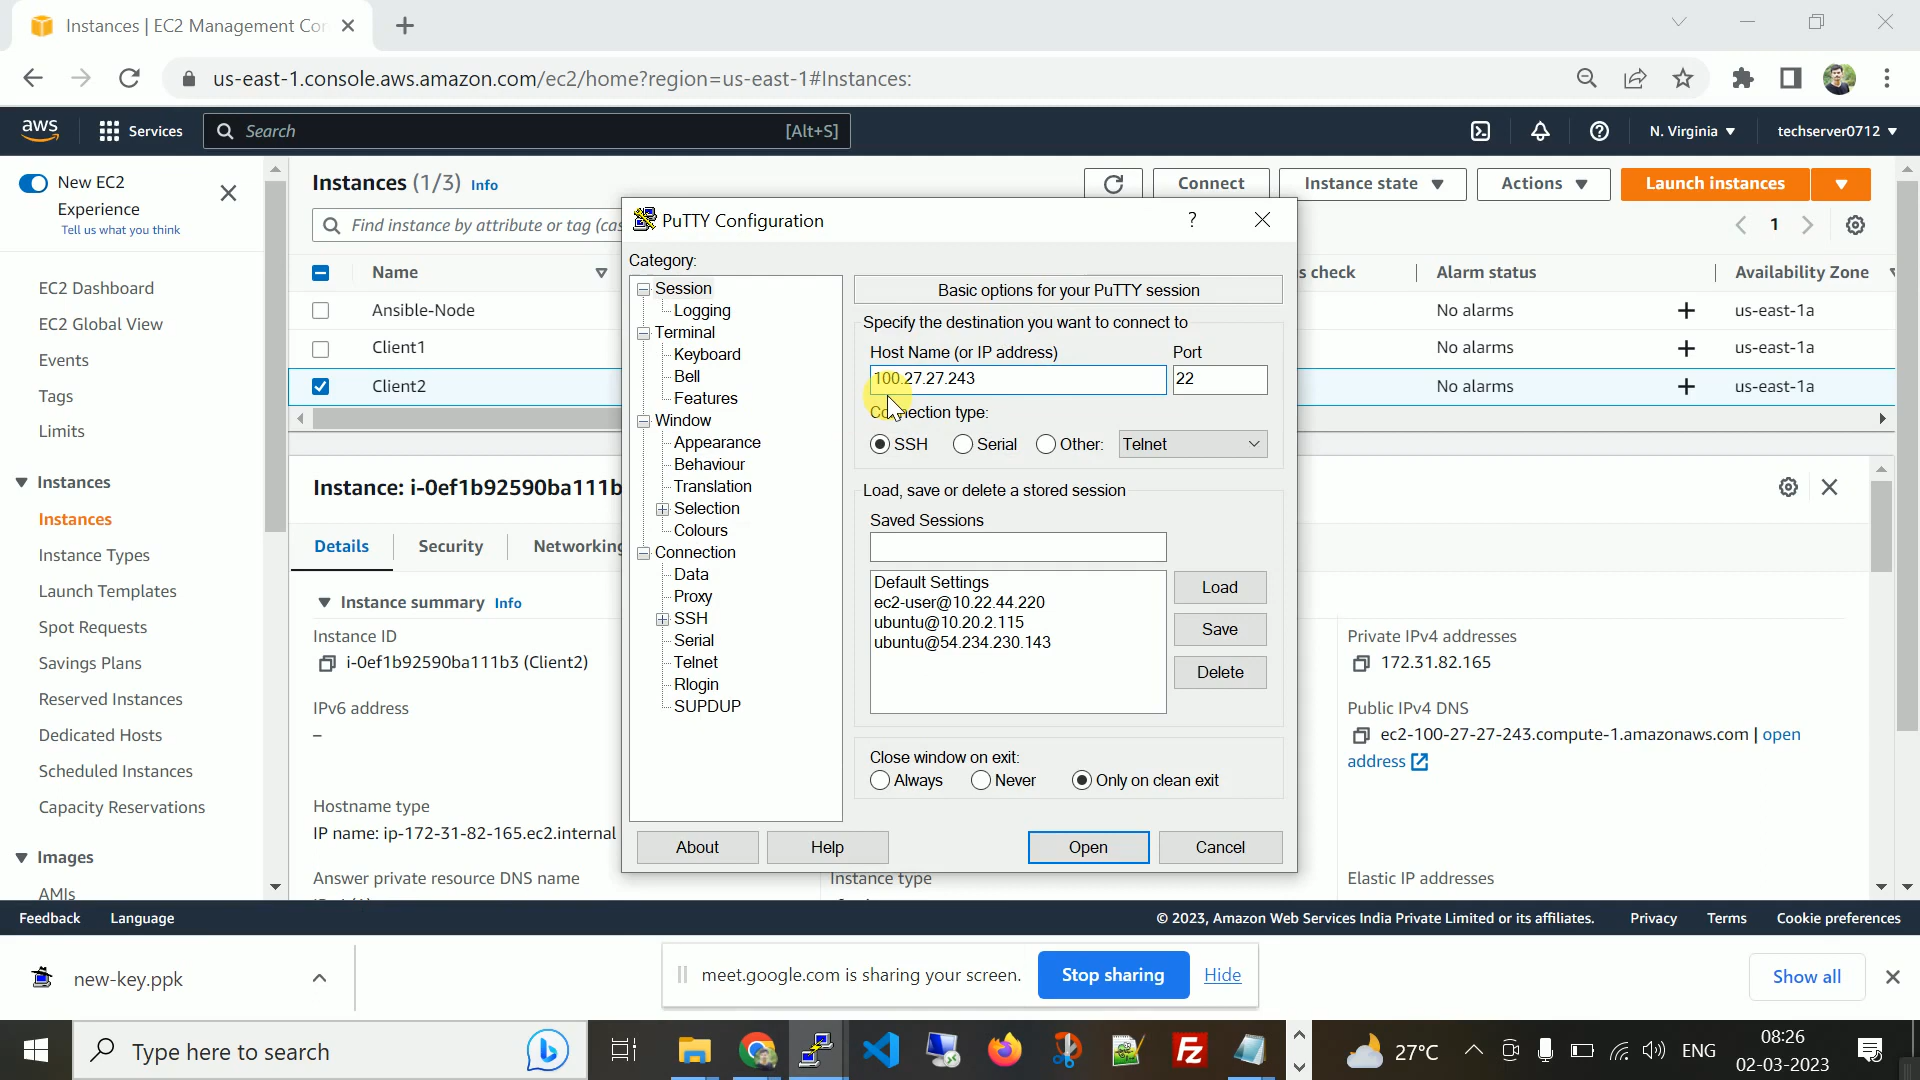 Instances | EC2 Management Cor
us-east-1.console.aws.amazon.com/ec2/home?region=us-east-1#Instances:
aws
Services
Search
[Alt+S]
N. Virginia
techserver0712
New EC2
Experience
Tell us what you think
EC2 Dashboard
EC2 Global View
Events
Tags
Limits
Instances
Instances
Instance Types
Launch Templates
Spot Requests
Savings Plans
Reserved Instances
Dedicated Hosts
Scheduled Instances
Capacity Reservations
Images
AMIs
Instances (1/3) Info
Connect
Instance state
Actions
Launch instances
Find instance by attribute or tag (cas
1
Name
s check
Alarm status
Availability Zone
Ansible-Node
No alarms
us-east-1a
Client1
No alarms
us-east-1a
Client2
No alarms
us-east-1a
Instance: i-0ef1b92590ba111b
Details
Security
Networking
Instance summary Info
Instance ID
i-0ef1b92590ba111b3 (Client2)
IPv6 address
–
Hostname type
IP name: ip-172-31-82-165.ec2.internal
Answer private resource DNS name
Instance type
Private IPv4 addresses
172.31.82.165
Public IPv4 DNS
ec2-100-27-27-243.compute-1.amazonaws.com | open
address
Elastic IP addresses
PuTTY Configuration
?
Category:
Session
Logging
Terminal
Keyboard
Bell
Features
Window
Appearance
Behaviour
Translation
Selection
Colours
Connection
Data
Proxy
SSH
Serial
Telnet
Rlogin
SUPDUP
Basic options for your PuTTY session
Specify the destination you want to connect to
Host Name (or IP address)
Port
100.27.27.243
22
Connection type:
SSH
Serial
Other:
Telnet
Load, save or delete a stored session
Saved Sessions
Default Settings
ec2-user@10.22.44.220
ubuntu@10.20.2.115
ubuntu@54.234.230.143
Load
Save
Delete
Close window on exit:
Always
Never
Only on clean exit
About
Help
Open
Cancel
Feedback
Language
© 2023, Amazon Web Services India Private Limited or its affiliates.
Privacy
Terms
Cookie preferences
new-key.ppk
meet.google.com is sharing your screen.
Stop sharing
Hide
Show all
Type here to search
27°C
ENG
08:26
02-03-2023